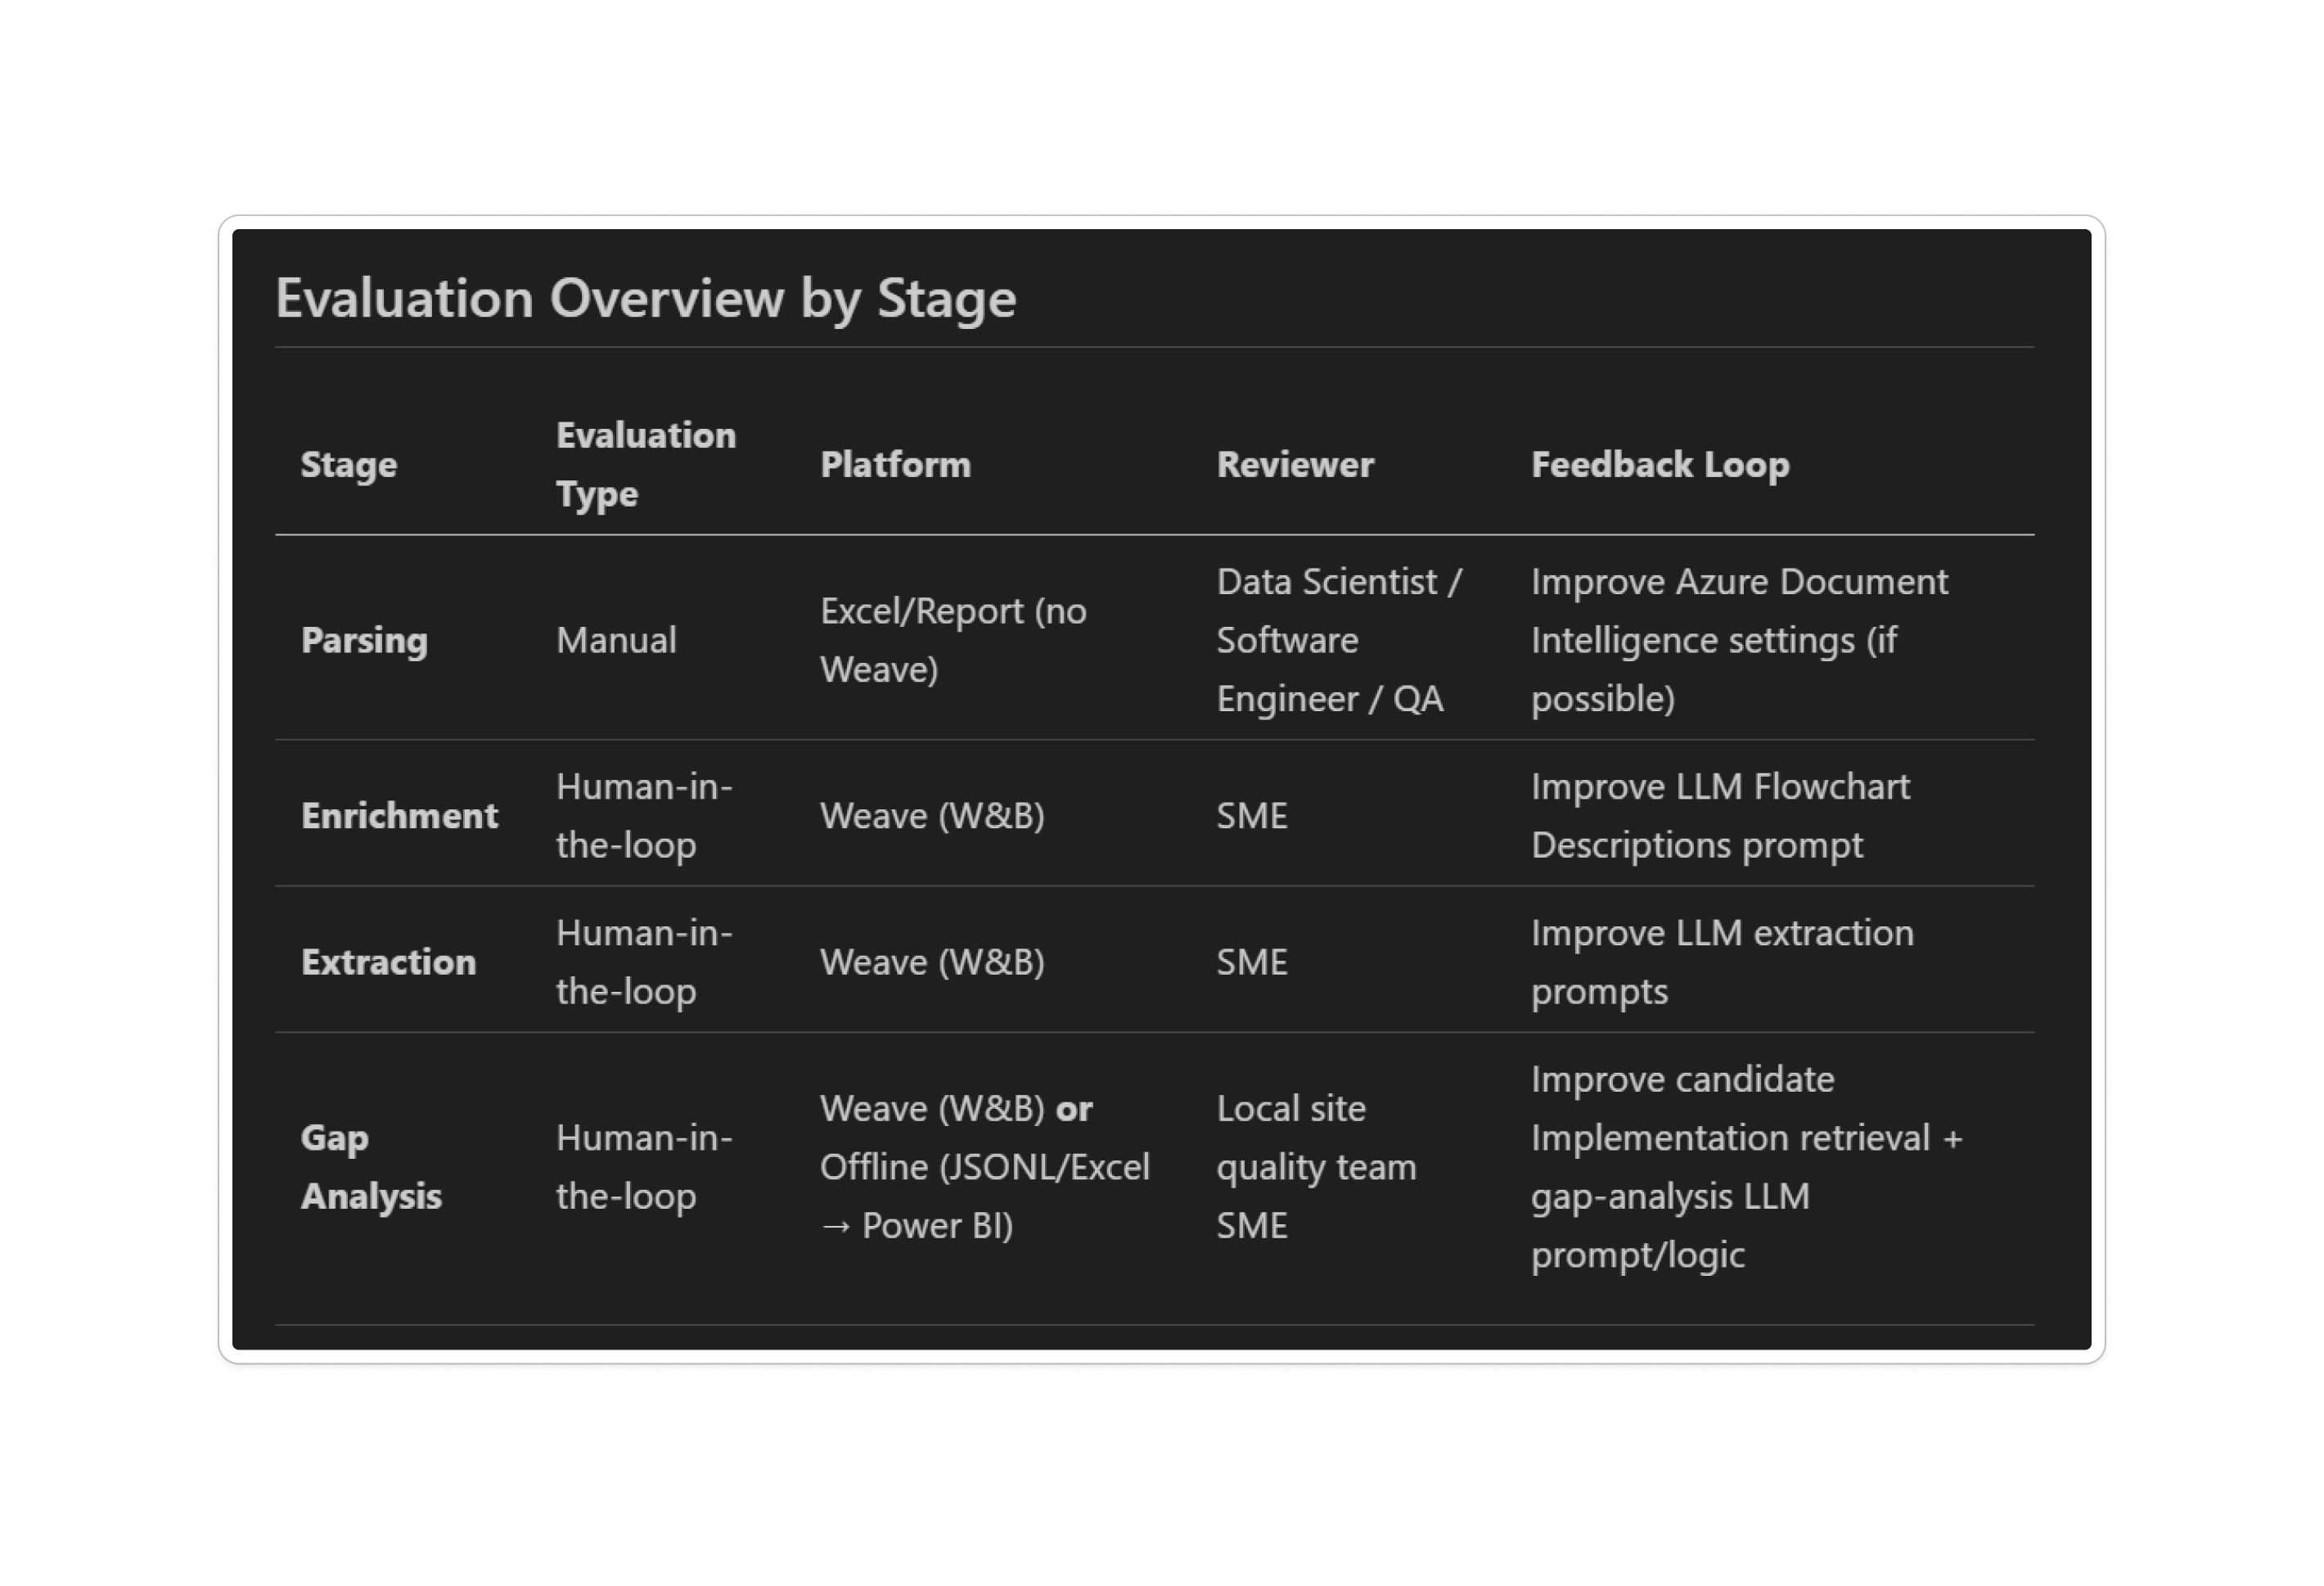 Evaluation Overview by Stage
Stage
Evaluation
Type
Platform
Reviewer
Feedback Loop
Parsing
Manual
Excel/Report (no
Weave)
Data Scientist /
Software
Engineer / QA
Improve Azure Document
Intelligence settings (if
possible)
Enrichment
Human-in-
the-loop
Weave (W&B)
SME
Improve LLM Flowchart
Descriptions prompt
Extraction
Human-in-
the-loop
Weave (W&B)
SME
Improve LLM extraction
prompts
Gap
Analysis
Human-in-
the-loop
Weave (W&B) or
Offline (JSONL/Excel
→ Power BI)
Local site
quality team
SME
Improve candidate
Implementation retrieval +
gap-analysis LLM
prompt/logic